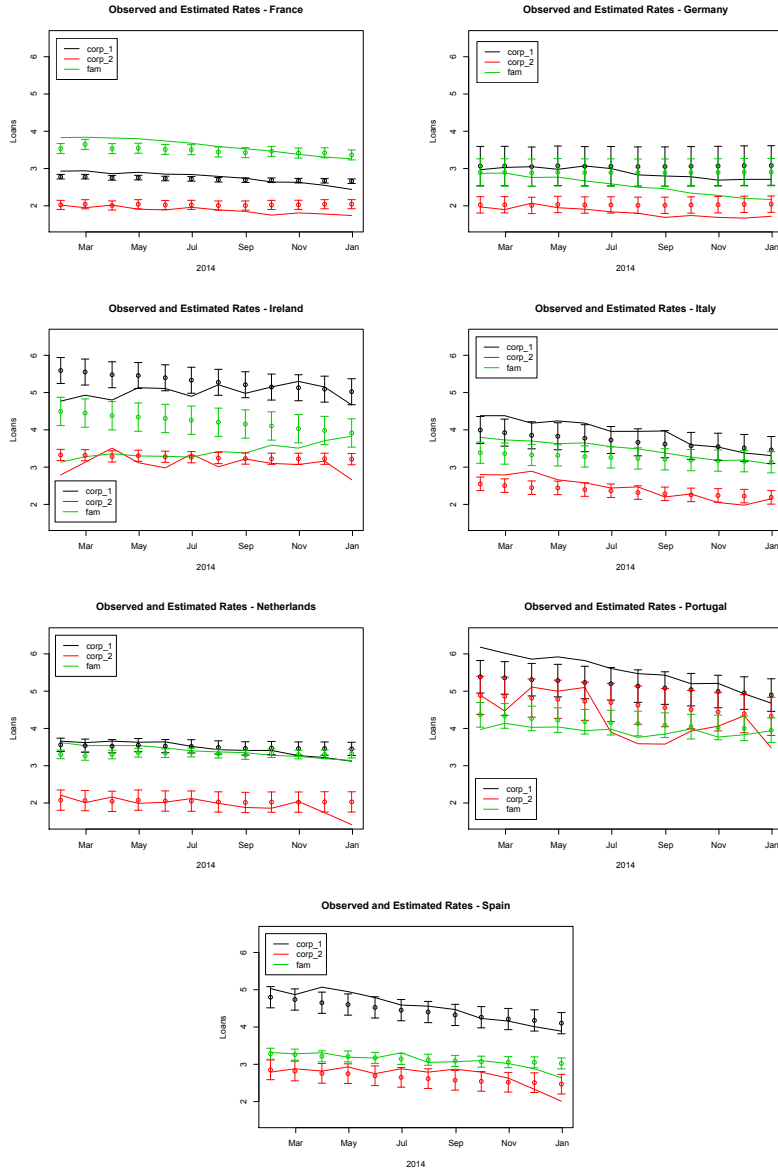 Observed and Estimated Rates - France
corp_1
corp_2
fam
Loans
6
5
4
3
2
Mar
May
Jul
Sep
Nov
Jan
2014
Observed and Estimated Rates - Germany
corp_1
corp_2
fam
Loans
6
5
4
3
2
Mar
May
Jul
Sep
Nov
Jan
2014
Observed and Estimated Rates - Ireland
corp_1
corp_2
fam
Loans
6
5
4
3
2
Mar
May
Jul
Sep
Nov
Jan
2014
Observed and Estimated Rates - Italy
corp_1
corp_2
fam
Loans
6
5
4
3
2
Mar
May
Jul
Sep
Nov
Jan
2014
Observed and Estimated Rates - Netherlands
corp_1
corp_2
fam
Loans
6
5
4
3
2
Mar
May
Jul
Sep
Nov
Jan
2014
Observed and Estimated Rates - Portugal
corp_1
corp_2
fam
Loans
6
5
4
3
2
Mar
May
Jul
Sep
Nov
Jan
2014
Observed and Estimated Rates - Spain
corp_1
corp_2
fam
Loans
6
5
4
3
2
Mar
May
Jul
Sep
Nov
Jan
2014